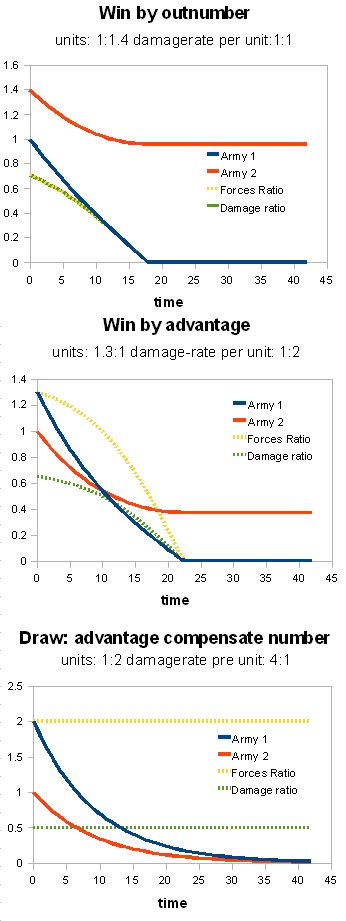 Win by outnumber
units: 1:1.4 damagerate per unit:1:1
1.6
1.4
1.2
1
0.8
0.6
0.4
0.2
0
Army 1
Army 2
Forces Ratio
Damage ratio
0 5 10 15 20 25 30 35 40 45
time
Win by advantage
units: 1.3:1 damage-rate per unit: 1:2
1.4
1.2
1
0.8
0.6
0.4
0.2
0
Army 1
Army 2
Forces Ratio
Damage ratio
0 5 10 15 20 25 30 35 40 45
time
Draw: advantage compensate number
units: 1:2 damagerate pre unit: 4:1
2.5
2
1.5
1
0.5
0
Army 1
Army 2
Forces Ratio
Damage ratio
0 5 10 15 20 25 30 35 40 45
time